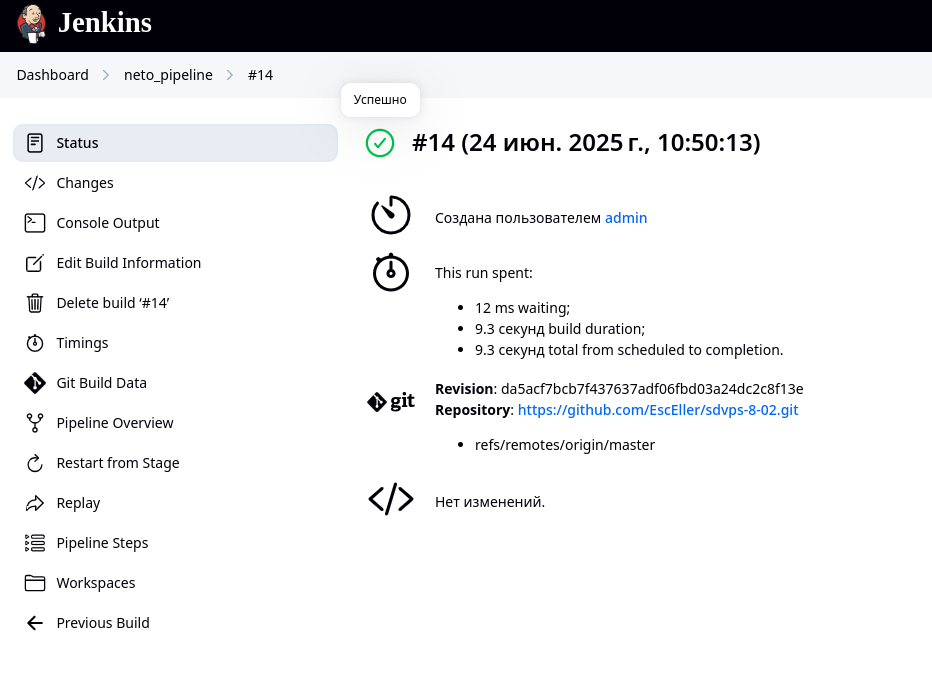 Jenkins
Dashboard > neto_pipeline > #14
Успешно
Status
Changes
Console Output
Edit Build Information
Delete build ‘#14’
Timings
Git Build Data
Pipeline Overview
Restart from Stage
Replay
Pipeline Steps
Workspaces
Previous Build
#14 (24 июн. 2025 г., 10:50:13)
Создана пользователем admin
This run spent:
12 ms waiting;
9.3 секунд build duration;
9.3 секунд total from scheduled to completion.
git
Revision: da5acf7bcb7f437637adf06fbd03a24dc2c8f13e
Repository: https://github.com/EscEller/sdvps-8-02.git
refs/remotes/origin/master
Нет изменений.